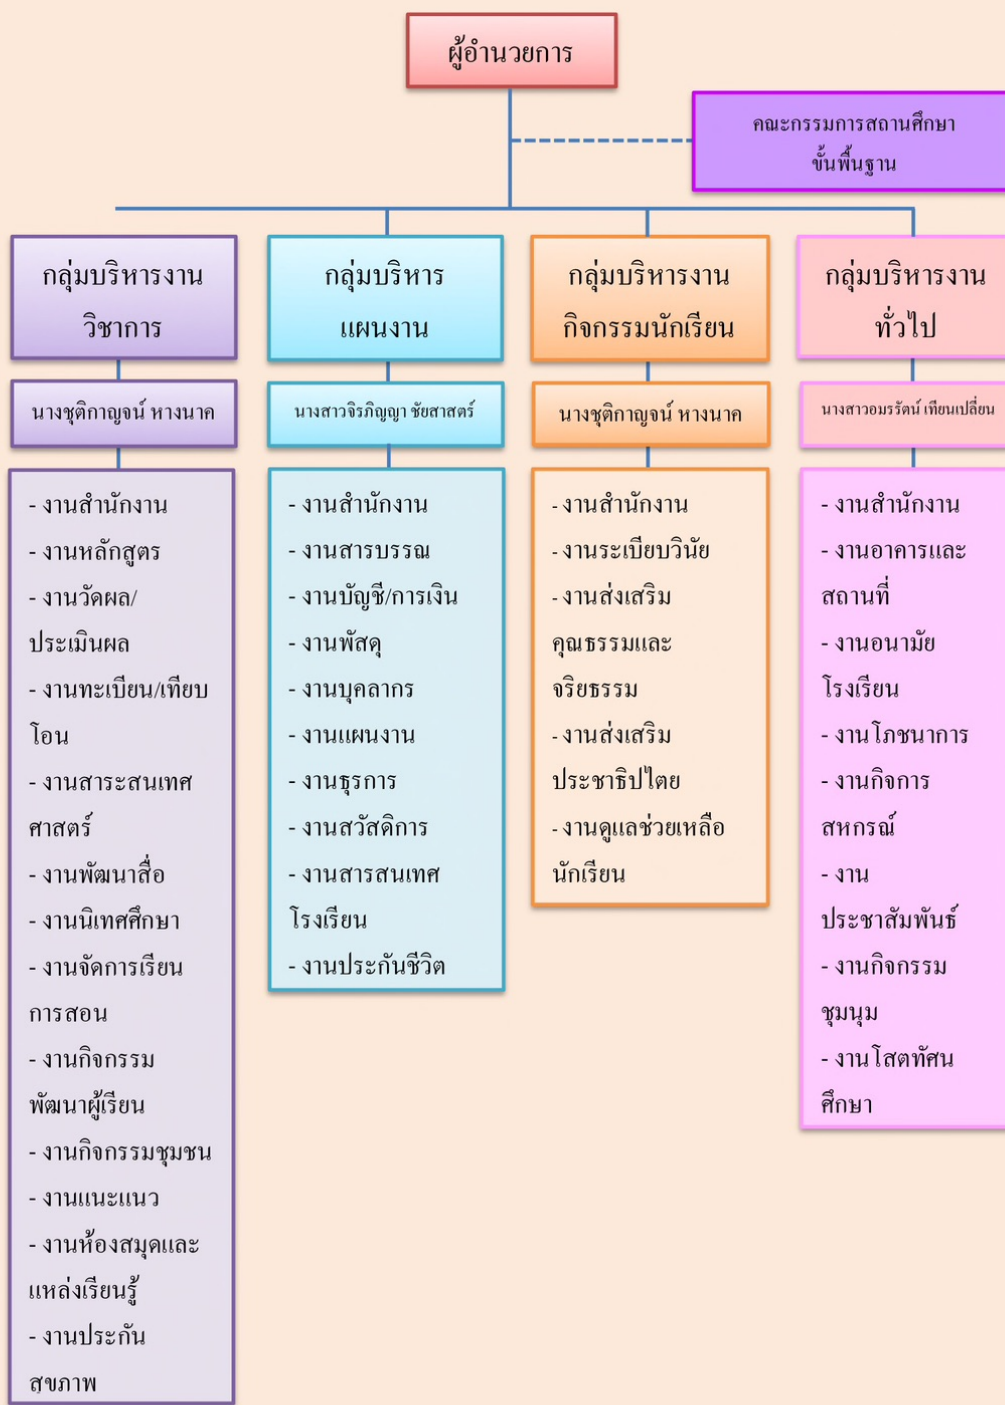 ผู้อำนวยการ
คณะกรรมการสถานศึกษา
ขั้นพื้นฐาน
กลุ่มบริหารงาน
วิชาการ
นางชุติกาญจน์ หางนาค
- งานสำนักงาน
- งานหลักสูตร
- งานวัดผล/
ประเมินผล
- งานทะเบียน/เทียบ
โอน
- งานสาระสนเทศ
ศาสตร์
- งานพัฒนาสื่อ
- งานนิเทศศึกษา
- งานจัดการเรียน
การสอน
- งานกิจกรรม
พัฒนาผู้เรียน
- งานกิจกรรมชุมชน
- งานแนะแนว
- งานห้องสมุดและ
แหล่งเรียนรู้
- งานประกัน
สุขภาพ
กลุ่มบริหาร
แผนงาน
นางสาวจิรภิญญา ชัยสาสตร์
- งานสำนักงาน
- งานสารบรรณ
- งานบัญชี/การเงิน
- งานพัสดุ
- งานบุคลากร
- งานแผนงาน
- งานธุรการ
- งานสวัสดิการ
- งานสารสนเทศ
โรงเรียน
- งานประกันชีวิต
กลุ่มบริหารงาน
กิจกรรมนักเรียน
นางชุติกาญจน์ หางนาค
- งานสำนักงาน
- งานระเบียบวินัย
- งานส่งเสริม
คุณธรรมและ
จริยธรรม
- งานส่งเสริม
ประชาธิปไตย
- งานดูแลช่วยเหลือ
นักเรียน
กลุ่มบริหารงาน
ทั่วไป
นางสาวอมรรัตน์ เทียนเปลี่ยน
- งานสำนักงาน
- งานอาคารและ
สถานที่
- งานอนามัย
โรงเรียน
- งานโภชนาการ
- งานกิจการ
สหกรณ์
- งาน
ประชาสัมพันธ์
- งานกิจกรรม
ชุมนุม
- งานโสตทัศน
ศึกษา